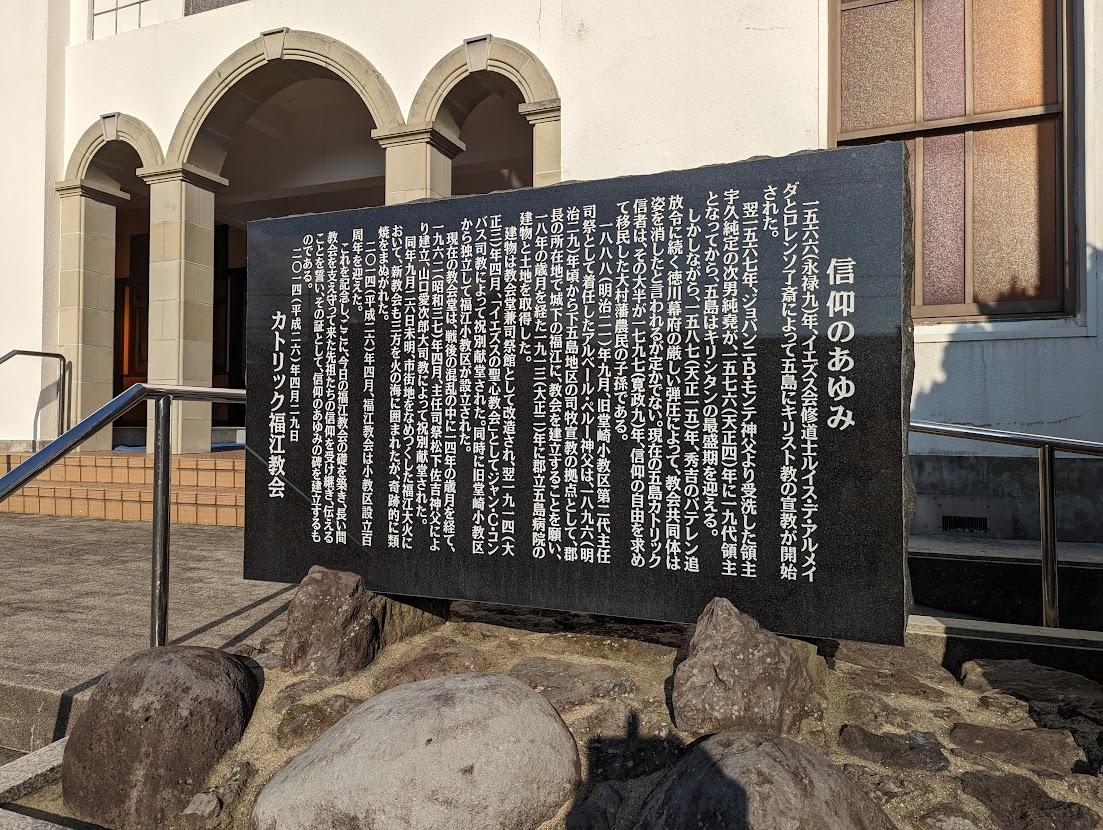 信仰のあゆみ
一五六六(永禄九)年、イエズス会修道士ルイス・デ・アルメイ
ダとロレンソ了斎によって五島にキリスト教の宣教が開始
された。
翌一五六七年、ジョバンニ・B・モンテ神父より受洗した領主
宇久純定の次男純堯が、一五七六(天正四)年に一九代領主
となってから、五島はキリシタンの最盛期を迎える。
しかしながら、一五八七(天正一五)年、秀吉のバテレン追
放令に続く徳川幕府の厳しい弾圧によって、教会共同体は
姿を消したと言われるが定かでない。現在の五島カトリック
信者は、その大半が一七九七(寛政九)年、信仰の自由を求め
て移民した大村藩農民の子孫である。
一八八八(明治二一)年九月、旧堂崎小教区第二代主任
司祭として着任したアルベール・ペルー神父は、一八九六(明
治二九)年頃から下五島地区の司牧宣教の拠点として、郡
長の所在地で城下の福江に、教会を建立することを願い、
一八年の歳月を経た一九一三(大正二)年に郡立五島病院の
建物と土地を取得した。
建物は教会堂兼司祭館として改造され、翌一九一四(大
正三)年四月、「イエズスの聖心教会」としてジャン・C・コン
バス司教によって祝別献堂された。同時に旧堂崎小教区
から独立して福江小教区が設立された。
現在の教会堂は、戦後の混乱の中に一四年の歳月を経て、
一九六二(昭和三七)年四月、主任司祭松下佐吉神父によ
り建立、山口愛次郎大司教によって祝別献堂された。
同年九月二六日未明、市街地をなめつくした福江大火に
おいて、新教会も三方を火の海に囲まれたが、奇跡的に類
焼をまぬがれた。
二〇一四(平成二六)年四月、福江教会は小教区設立百
周年を迎えた。
これを記念し、ここに、今日の福江教会の礎を築き、長い間
教会を支え守って来た先祖たちの信仰を受け継ぎ、伝える
ことを誓い、その証として、信仰のあゆみの碑を建立するも
のである。
二〇一四(平成二六)年四月二九日
カトリック福江教会